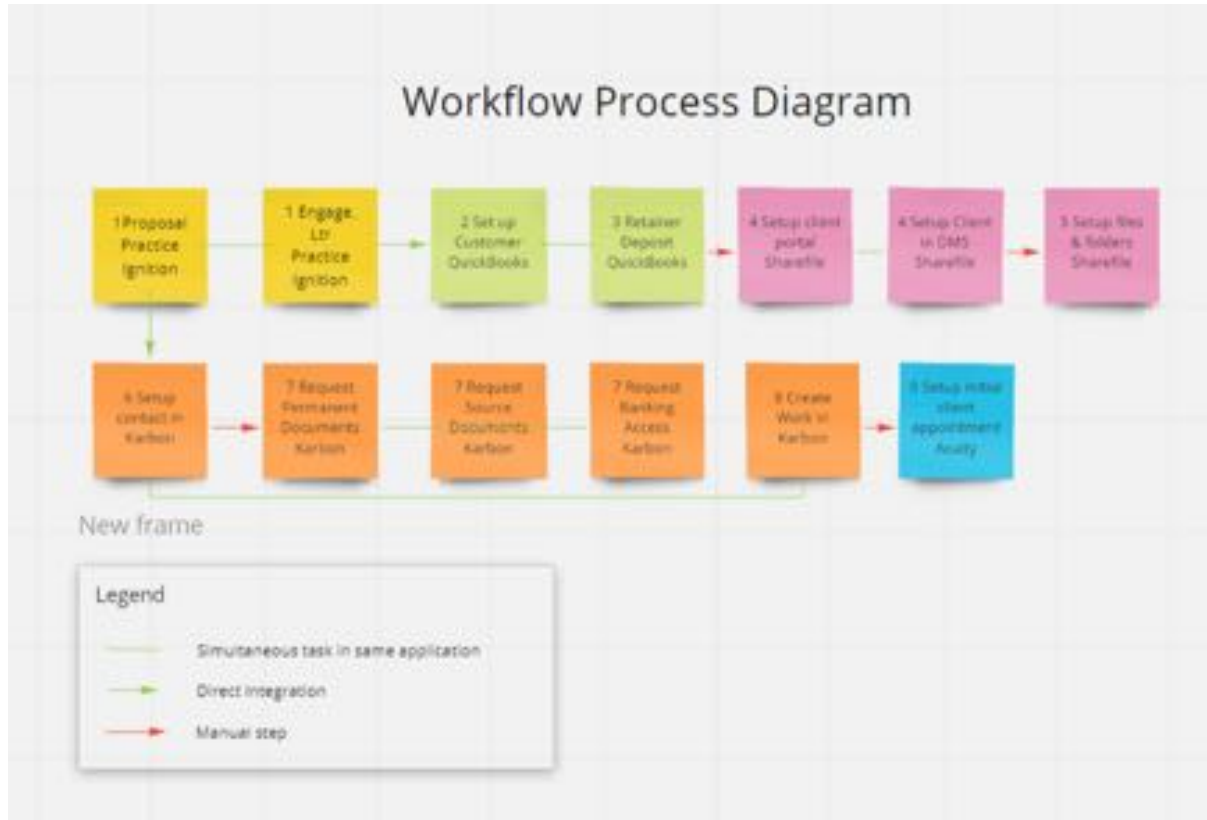 Workflow Process Diagram
1Proposal
Practice
Ignition
1 Engage.
Ltr
Practice
Ignition
2 Set up
Customer
QuickBooks
3 Retainer
Deposit
QuickBooks
4 Setup client
portal
Sharefile
4 Setup Client
in DMS
Sharefile
5 Setup files
& folders
Sharefile
6 Setup
contact in
Karbon
7 Request
Permanent
Documents
Karbon
7 Request
Source
Documents
Karbon
7 Request
Banking
Access
Karbon
8 Create
Work in
Karbon
Setup initial
client
appointment
Acuity
New frame
Legend
Simultaneous task in same application
Direct integration
Manual step